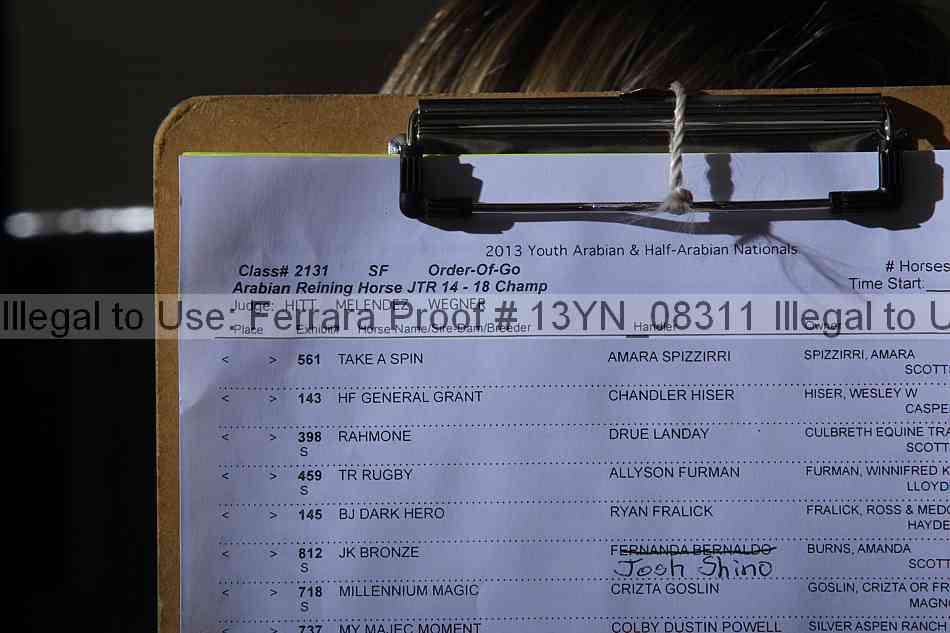 2013 Youth Arabian & Half-Arabian Nationals
Class# 2131 SF Order-Of-Go # Horses
Arabian Reining Horse JTR 14 - 18 Champ Time Start:
Judge: HITT MELENDEZ WEGNER
Illegal to Use: Ferrara Proof # 13YN_08311 Illegal to U
Place Exhibit# Horse Name/Sire-Dam/Breeder Handler Owner
< > 561 TAKE A SPIN AMARA SPIZZIRRI SPIZZIRRI, AMARA
SCOTTS
< > 143 HF GENERAL GRANT CHANDLER HISER HISER, WESLEY W
CASPE
< > 398 RAHMONE DRUE LANDAY CULBRETH EQUINE TRA
S SCOTT
< > 459 TR RUGBY ALLYSON FURMAN FURMAN, WINNIFRED K
S LLOYD
< > 145 BJ DARK HERO RYAN FRALICK FRALICK, ROSS & MEDO
HAYDE
< > 812 JK BRONZE FERNANDA BERNALDO BURNS, AMANDA
S Josh Shino SCOTT
< > 718 MILLENNIUM MAGIC CRIZTA GOSLIN GOSLIN, CRIZTA OR FR
S MAGN
737 MY MAJEC MOMENT COLBY DUSTIN POWELL SILVER ASPEN RANCH